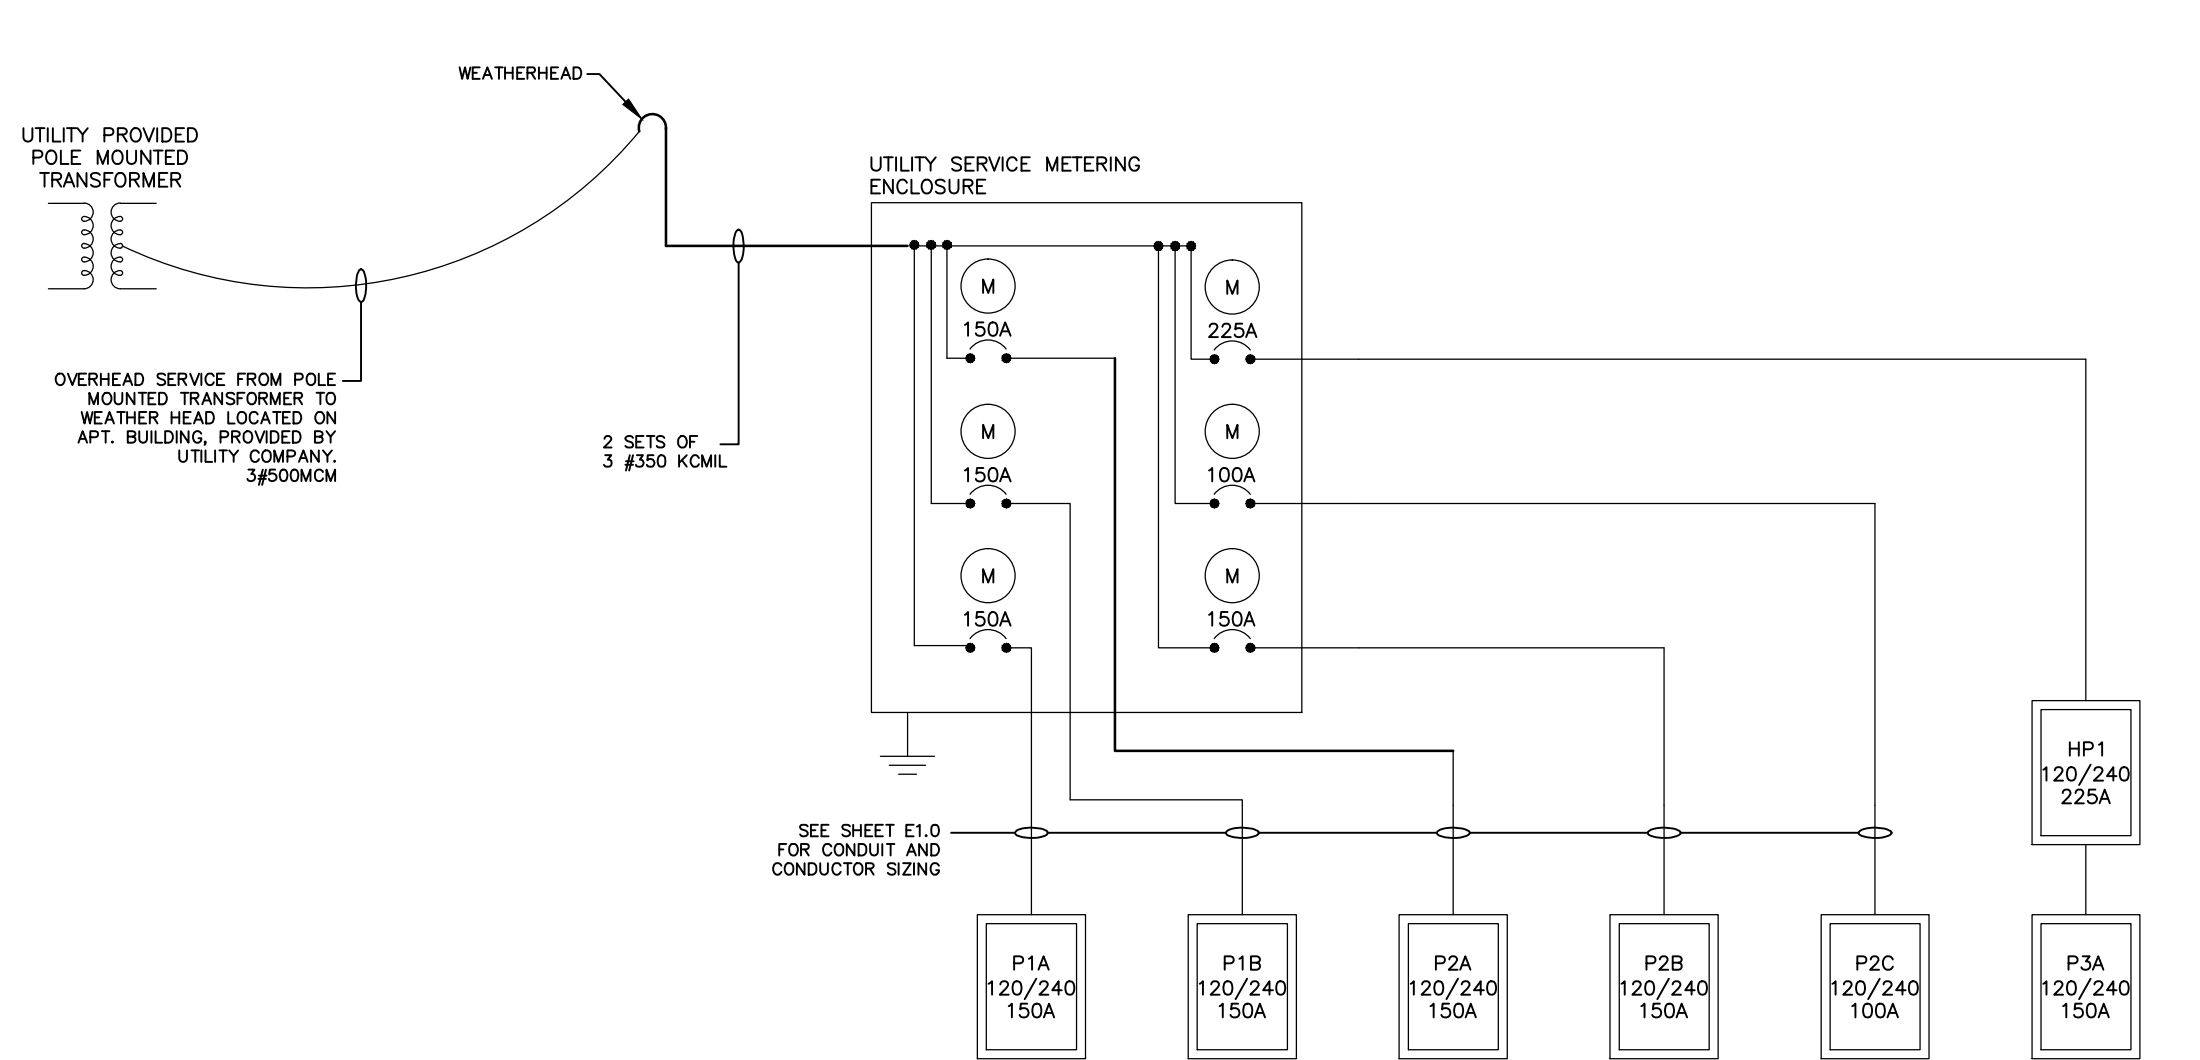 WEATHERHEAD
UTILITY PROVIDED
POLE MOUNTED
TRANSFORMER
UTILITY SERVICE METERING
ENCLOSURE
M
150A
M
225A
OVERHEAD SERVICE FROM POLE
MOUNTED TRANSFORMER TO
WEATHER HEAD LOCATED ON
APT. BUILDING, PROVIDED BY
UTILITY COMPANY.
3#500MCM
2 SETS OF
3 #350 KCMIL
M
150A
M
100A
M
150A
M
150A
HP1
120/240
225A
SEE SHEET E1.0
FOR CONDUIT AND
CONDUCTOR SIZING
P1A
120/240
150A
P1B
120/240
150A
P2A
120/240
150A
P2B
120/240
150A
P2C
120/240
100A
P3A
120/240
150A